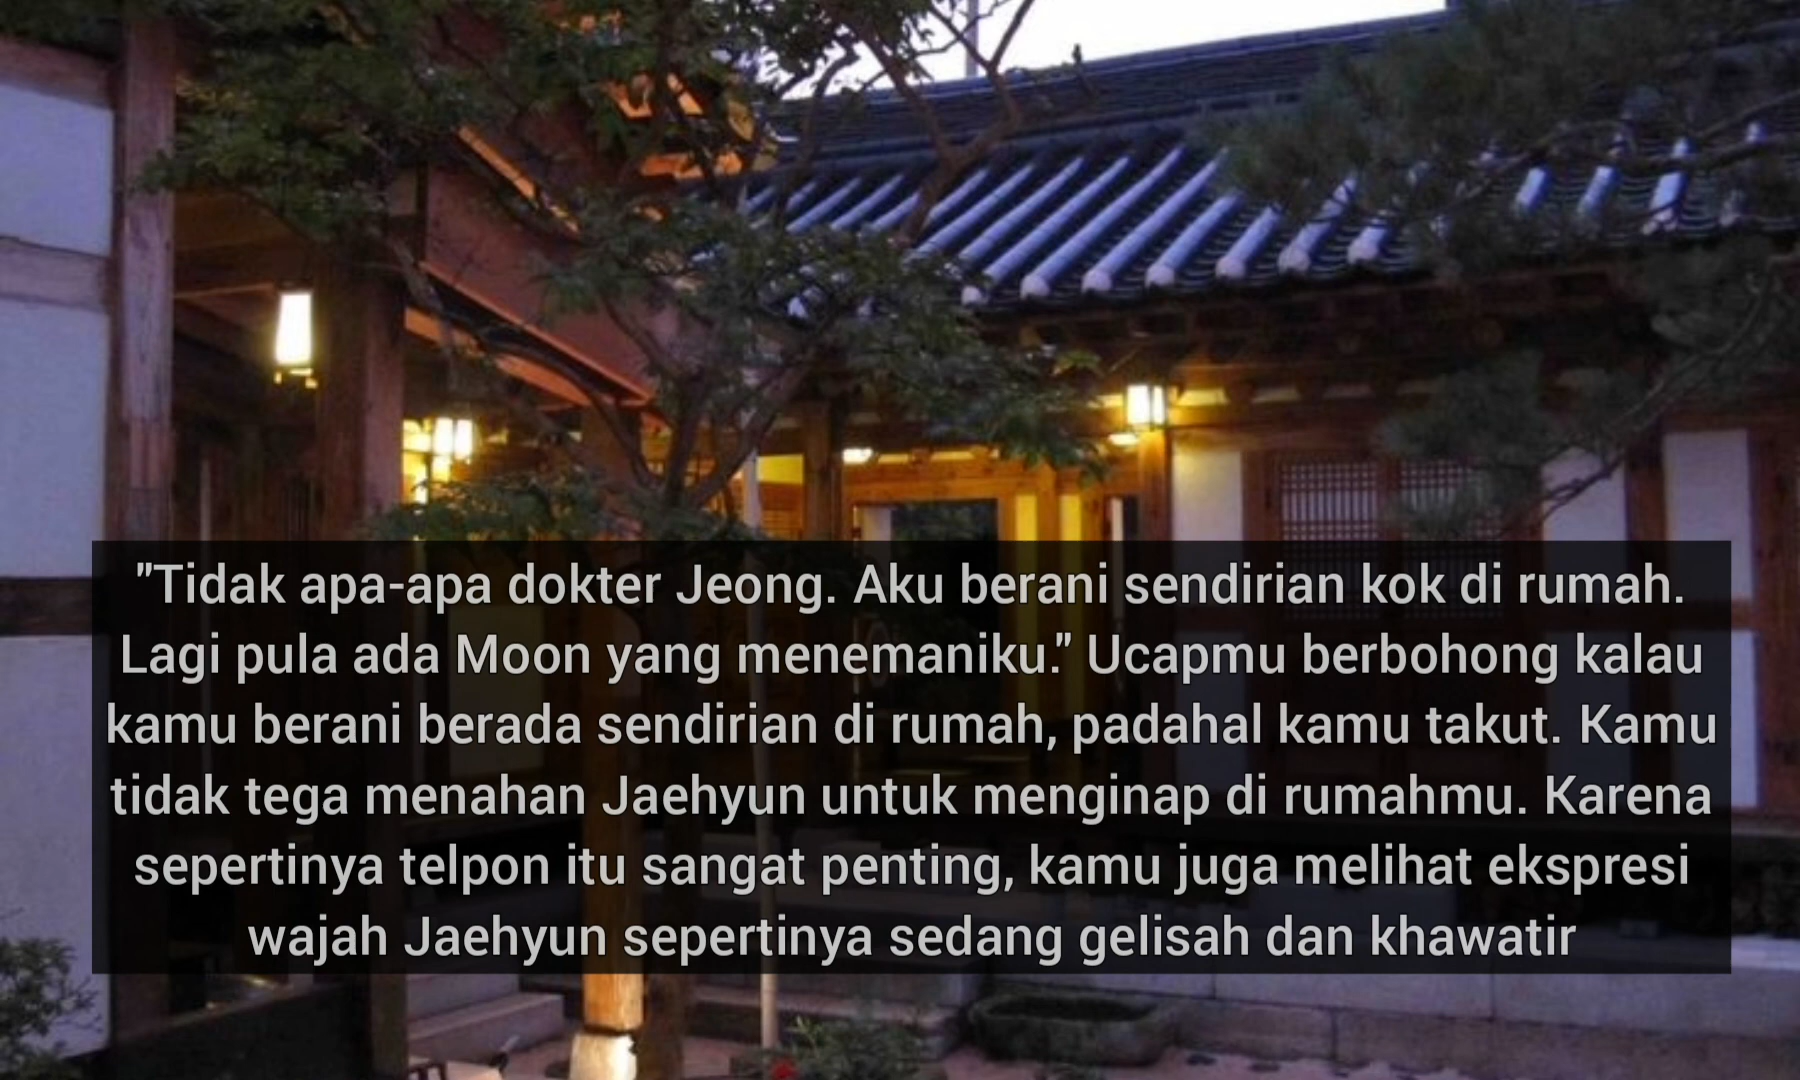 "Tidak apa-apa dokter Jeong. Aku berani sendirian kok di rumah.
Lagi pula ada Moon yang menemaniku." Ucapmu berbohong kalau
kamu berani berada sendirian di rumah, padahal kamu takut. Kamu
tidak tega menahan Jaehyun untuk menginap di rumahmu. Karena
sepertinya telpon itu sangat penting, kamu juga melihat ekspresi
wajah Jaehyun sepertinya sedang gelisah dan khawatir